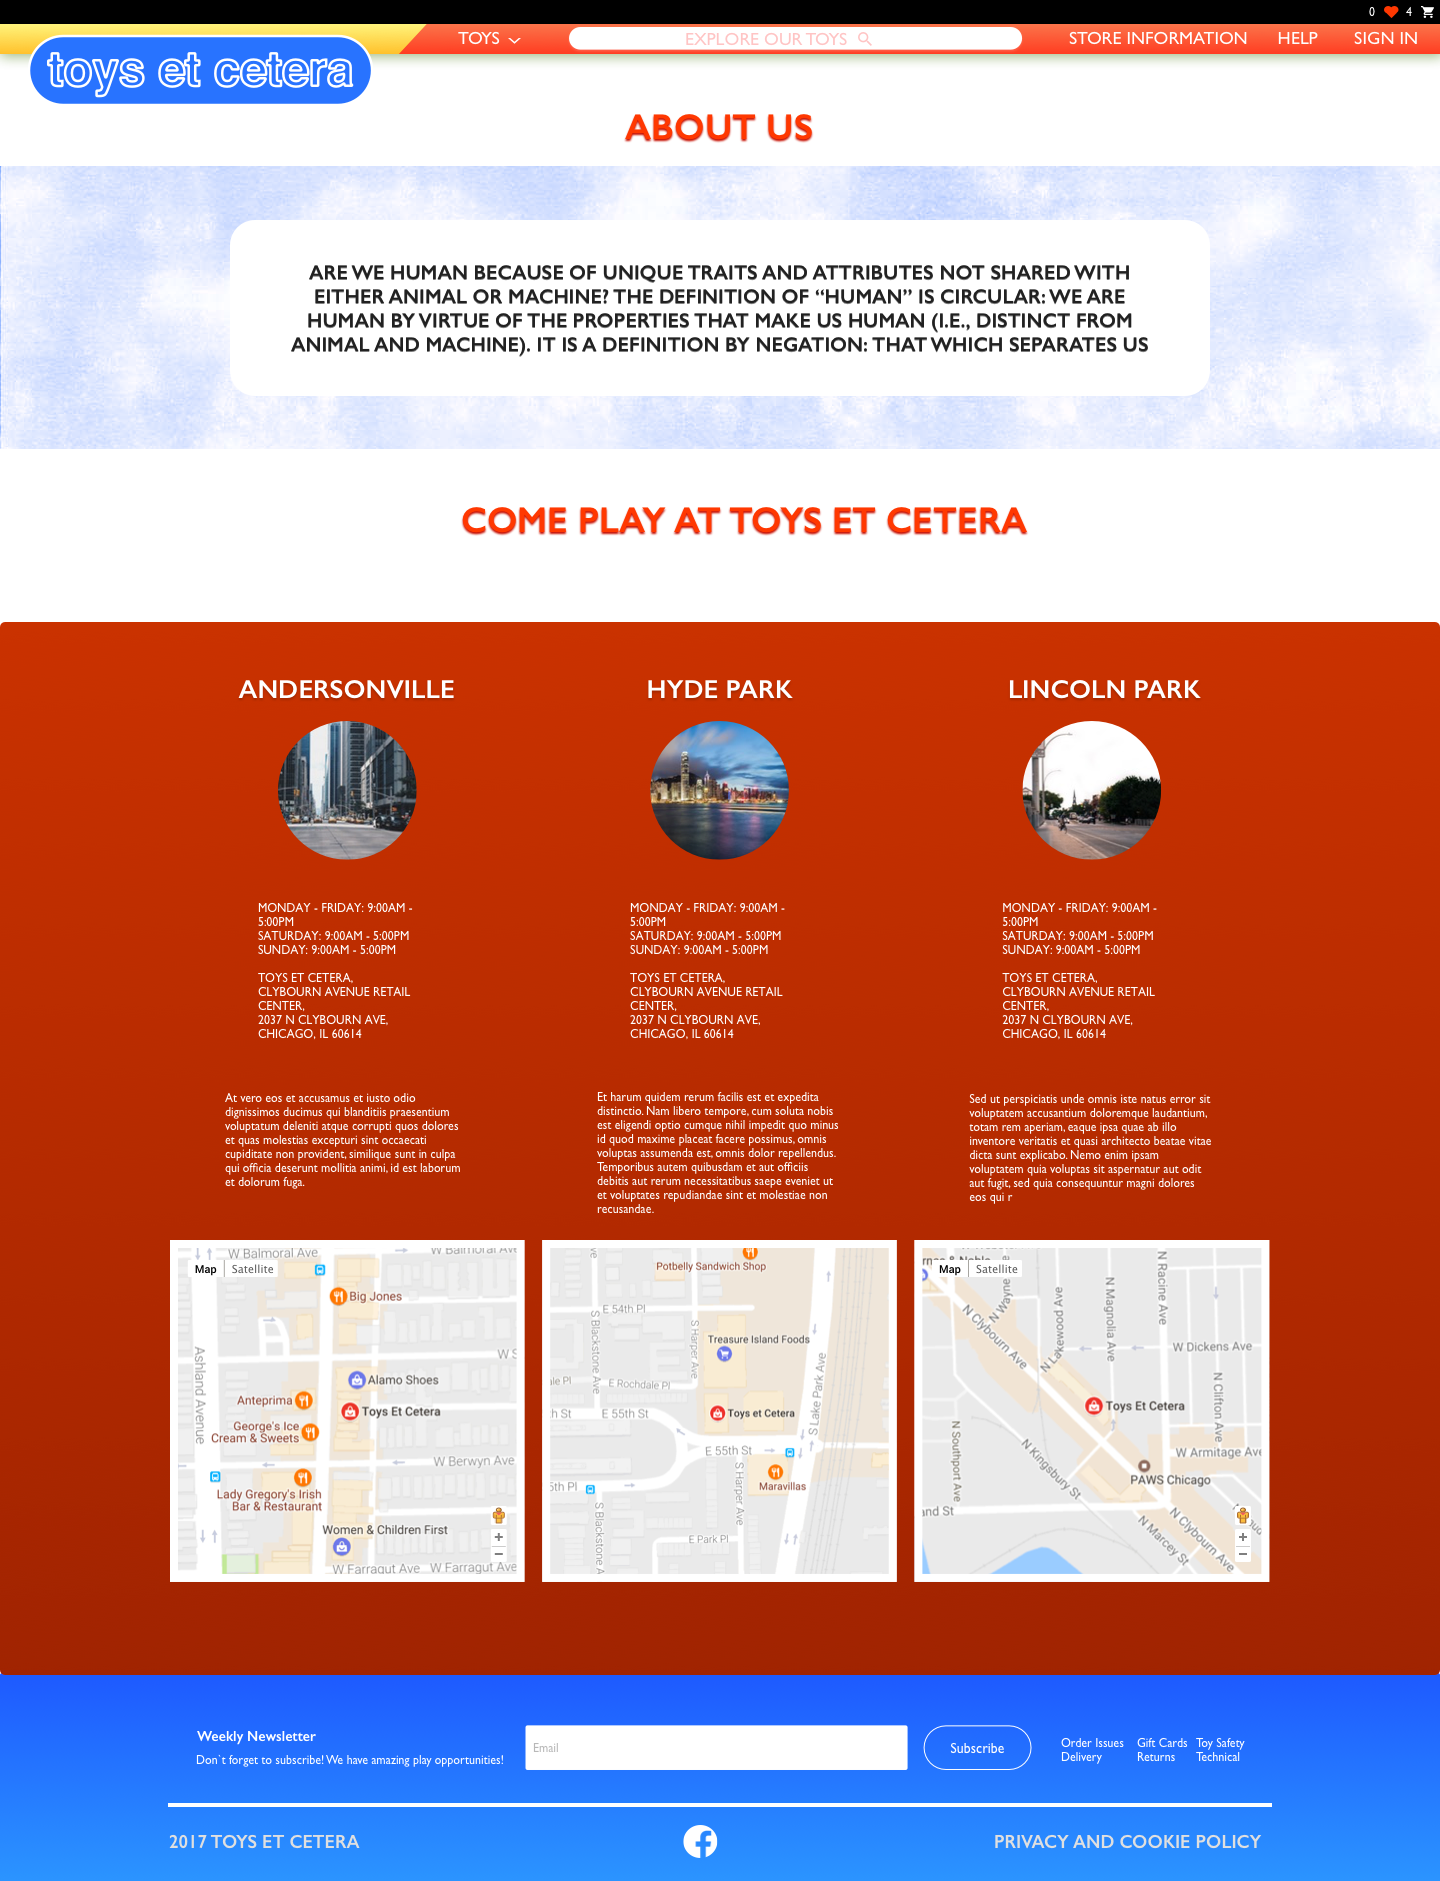 0 4
toys et cetera
TOYS
EXPLORE OUR TOYS
STORE INFORMATION
HELP
SIGN IN
ABOUT US
ARE WE HUMAN BECAUSE OF UNIQUE TRAITS AND ATTRIBUTES NOT SHARED WITH
EITHER ANIMAL OR MACHINE? THE DEFINITION OF “HUMAN” IS CIRCULAR: WE ARE
HUMAN BY VIRTUE OF THE PROPERTIES THAT MAKE US HUMAN (I.E., DISTINCT FROM
ANIMAL AND MACHINE). IT IS A DEFINITION BY NEGATION: THAT WHICH SEPARATES US
COME PLAY AT TOYS ET CETERA
ANDERSONVILLE
MONDAY - FRIDAY: 9:00AM -
5:00PM
SATURDAY: 9:00AM - 5:00PM
SUNDAY: 9:00AM - 5:00PM
TOYS ET CETERA,
CLYBOURN AVENUE RETAIL
CENTER,
2037 N CLYBOURN AVE,
CHICAGO, IL 60614
At vero eos et accusamus et iusto odio
dignissimos ducimus qui blanditiis praesentium
voluptatum deleniti atque corrupti quos dolores
et quas molestias excepturi sint occaecati
cupiditate non provident, similique sunt in culpa
qui officia deserunt mollitia animi, id est laborum
et dolorum fuga.
W Balmoral Ave
W Balmoral Ave
Map
Satellite
Big Jones
W S
Ashland Avenue
Alamo Shoes
Anteprima
Toys Et Cetera
George's Ice
Cream & Sweets
W Berwyn Ave
Lady Gregory's Irish
Bar & Restaurant
Women & Children First
+
−
W Farragut Ave
W Farragut Ave
HYDE PARK
MONDAY - FRIDAY: 9:00AM -
5:00PM
SATURDAY: 9:00AM - 5:00PM
SUNDAY: 9:00AM - 5:00PM
TOYS ET CETERA,
CLYBOURN AVENUE RETAIL
CENTER,
2037 N CLYBOURN AVE,
CHICAGO, IL 60614
Et harum quidem rerum facilis est et expedita
distinctio. Nam libero tempore, cum soluta nobis
est eligendi optio cumque nihil impedit quo minus
id quod maxime placeat facere possimus, omnis
voluptas assumenda est, omnis dolor repellendus.
Temporibus autem quibusdam et aut officiis
debitis aut rerum necessitatibus saepe eveniet ut
et voluptates repudiandae sint et molestiae non
recusandae.
ve
Potbelly Sandwich Shop
E 54th Pl
S Blackstone Ave
S Harper Ave
Treasure Island Foods
ale Pl
E Rochdale Pl
S Lake Park Ave
th St
E 55th St
Toys et Cetera
E 55th St
5th Pl
S Harper Ave
Maravillas
S Blackstone A
E Park Pl
LINCOLN PARK
MONDAY - FRIDAY: 9:00AM -
5:00PM
SATURDAY: 9:00AM - 5:00PM
SUNDAY: 9:00AM - 5:00PM
TOYS ET CETERA,
CLYBOURN AVENUE RETAIL
CENTER,
2037 N CLYBOURN AVE,
CHICAGO, IL 60614
Sed ut perspiciatis unde omnis iste natus error sit
voluptatem accusantium doloremque laudantium,
totam rem aperiam, eaque ipsa quae ab illo
inventore veritatis et quasi architecto beatae vitae
dicta sunt explicabo. Nemo enim ipsam
voluptatem quia voluptas sit aspernatur aut odit
aut fugit, sed quia consequuntur magni dolores
eos qui r
Map
Satellite
N Racine Ave
N Magnolia Ave
N Lakewood Ave
N Clybourn Ave
W Dickens Ave
N Clifton Ave
Toys Et Cetera
N Southport Ave
N Kingsbury St
W Armitage Ave
PAWS Chicago
and St
N Marcey St
N Clybourn Ave
+
−
Weekly Newsletter
Don`t forget to subscribe! We have amazing play opportunities!
Email
Subscribe
Order Issues
Delivery
Gift Cards
Returns
Toy Safety
Technical
2017 TOYS ET CETERA
PRIVACY AND COOKIE POLICY